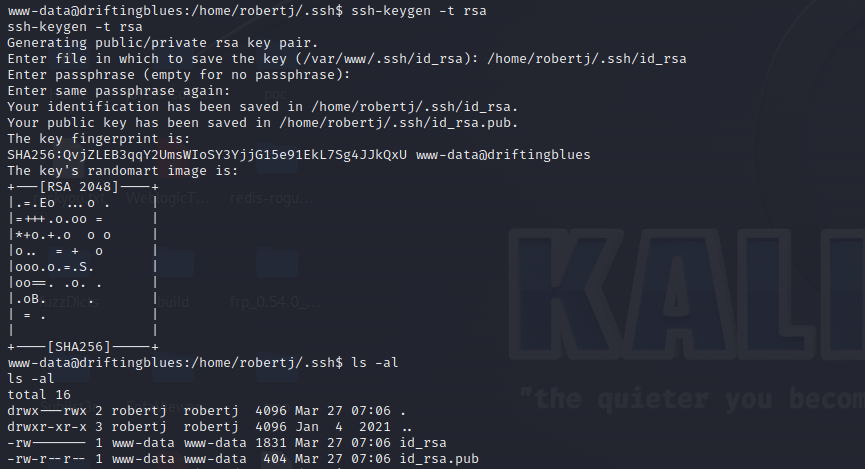 www-data@driftingblues:/home/robertj/.ssh$ ssh-keygen -t rsa
ssh-keygen -t rsa
Generating public/private rsa key pair.
Enter file in which to save the key (/var/www/.ssh/id_rsa): /home/robertj/.ssh/id_rsa
Enter passphrase (empty for no passphrase):
Enter same passphrase again:
Your identification has been saved in /home/robertj/.ssh/id_rsa.
Your public key has been saved in /home/robertj/.ssh/id_rsa.pub.
The key fingerprint is:
SHA256:QvjZLEB3qqY2UmsWIoSY3YjjG15e91EkL7Sg4JJkQxU www-data@driftingblues
The key's randomart image is:
+---[RSA 2048]----+
|.=.Eo ...o .     |
|=+++.o.oo =      |
|*+o.+.o  o o     |
|o..  = + o       |
|ooo.o.=.S.       |
|oo==. .o. .      |
|.oB.    .        |
| = .             |
|                 |
+----[SHA256]-----+
www-data@driftingblues:/home/robertj/.ssh$ ls -al
ls -al
total 16
drwx---rwx 2 robertj  robertj  4096 Mar 27 07:06 .
drwxr-xr-x 3 robertj  robertj  4096 Jan  4  2021 ..
-rw------- 1 www-data www-data 1831 Mar 27 07:06 id_rsa
-rw-r--r-- 1 www-data www-data  404 Mar 27 07:06 id_rsa.pub
redis-rogu...
build
frp_0.54.0_...
KALI
"the quieter you becom